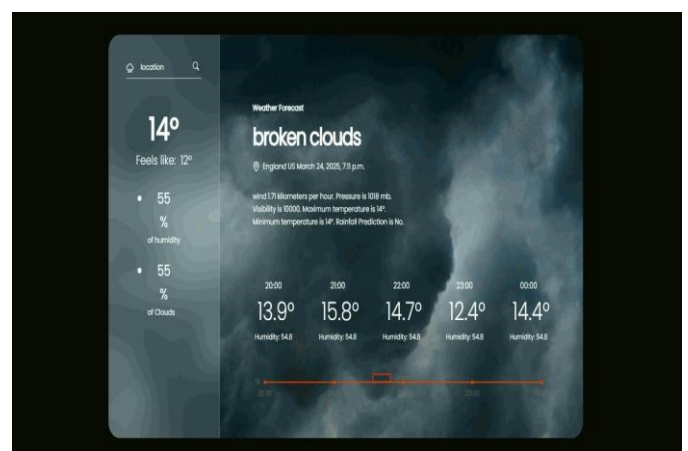 location
14°
Feels like: 12°
55
%
of humidity
55
%
of Clouds
Weather Forecast
broken clouds
England US March 24, 2025, 7:11 p.m.
wind 1.71 kilometers per hour. Pressure is 1018 mb.
Visibility is 10000. Maximum temperature is 14°.
Minimum temperature is 14°. Rainfall Prediction is No.
20:00 21:00 22:00 23:00 00:00
13.9° 15.8° 14.7° 12.4° 14.4°
Humidity: 54.8 Humidity: 54.8 Humidity: 54.8 Humidity: 54.8 Humidity: 54.8
20:00 23:00